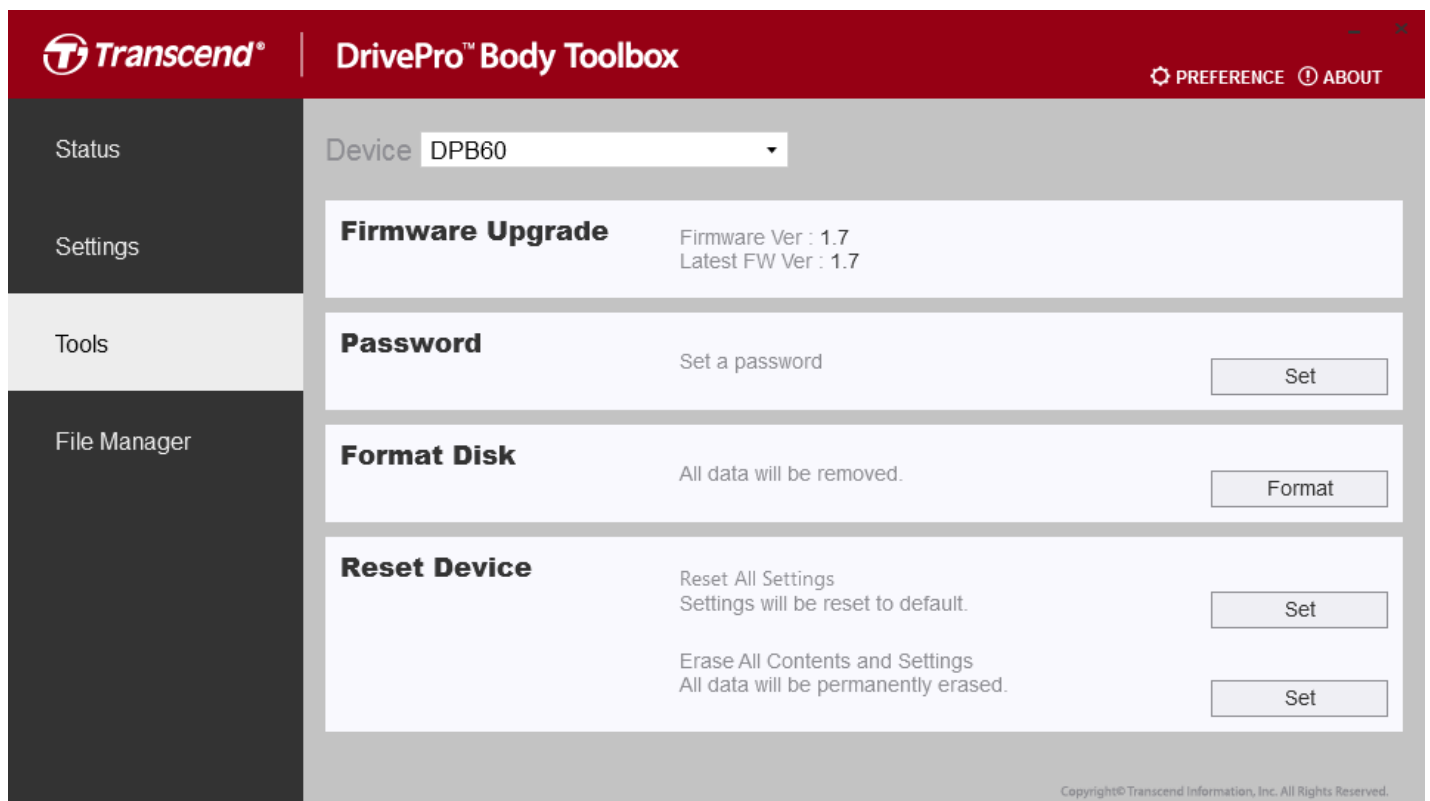 Transcend®
DrivePro™ Body Toolbox
PREFERENCE ABOUT
Status
Settings
Tools
File Manager
Device DPB60
Firmware Upgrade
Firmware Ver : 1.7
Latest FW Ver : 1.7
Password
Set a password
Set
Format Disk
All data will be removed.
Format
Reset Device
Reset All Settings
Settings will be reset to default.
Set
Erase All Contents and Settings
All data will be permanently erased.
Set
Copyright© Transcend Information, Inc. All Rights Reserved.